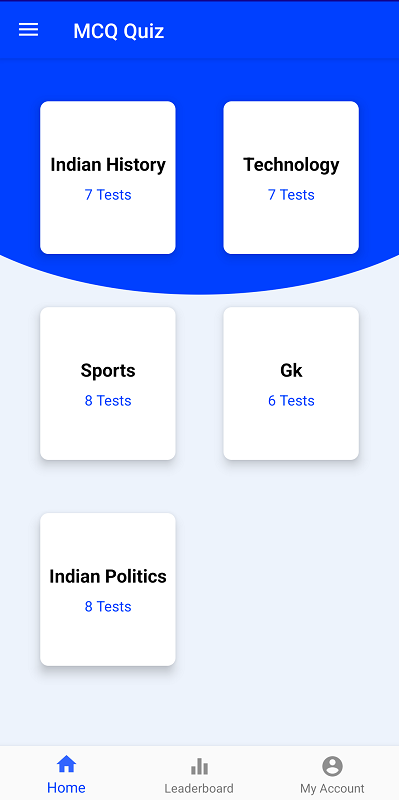 MCQ Quiz
Indian History
7 Tests
Technology
7 Tests
Sports
8 Tests
Gk
6 Tests
Indian Politics
8 Tests
Home
Leaderboard
My Account